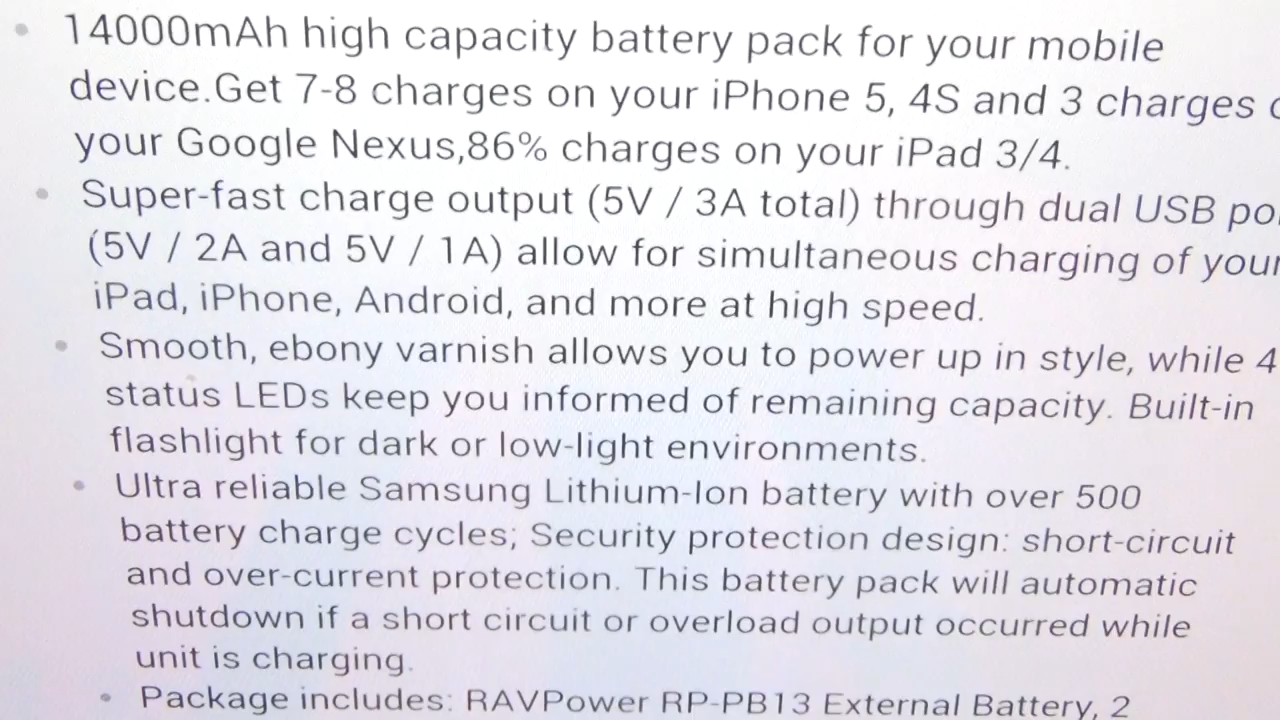 14000mAh high capacity battery pack for your mobile
device.Get 7-8 charges on your iPhone 5, 4S and 3 charges
your Google Nexus,86% charges on your iPad 3/4.
Super-fast charge output (5V / 3A total) through dual USB
(5V / 2A and 5V / 1A) allow for simultaneous charging of your
iPad, iPhone, Android, and more at high speed.
Smooth, ebony varnish allows you to power up in style, while 4
status LEDs keep you informed of remaining capacity. Built-in
flashlight for dark or low-light environments.
Ultra reliable Samsung Lithium-Ion battery with over 500
battery charge cycles; Security protection design: short-circuit
and over-current protection. This battery pack will automatic
shutdown if a short circuit or overload output occurred while
unit is charging.
Package includes: RAVPower RP-PB13 External Battery, 2